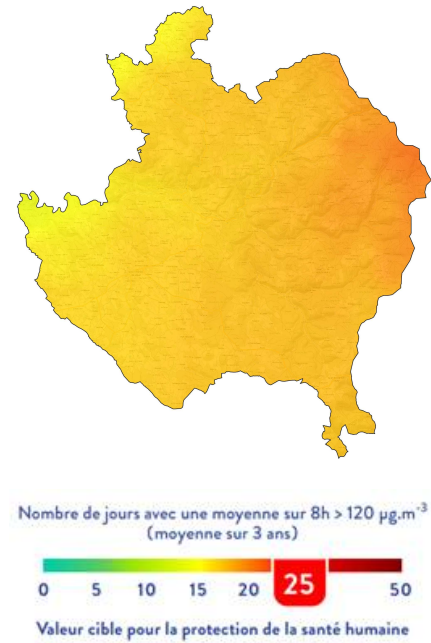 Nombre de jours avec une moyenne sur 8h > 120 µg.m⁻³
(moyenne sur 3 ans)
0 5 10 15 20 25 50
Valeur cible pour la protection de la santé humaine